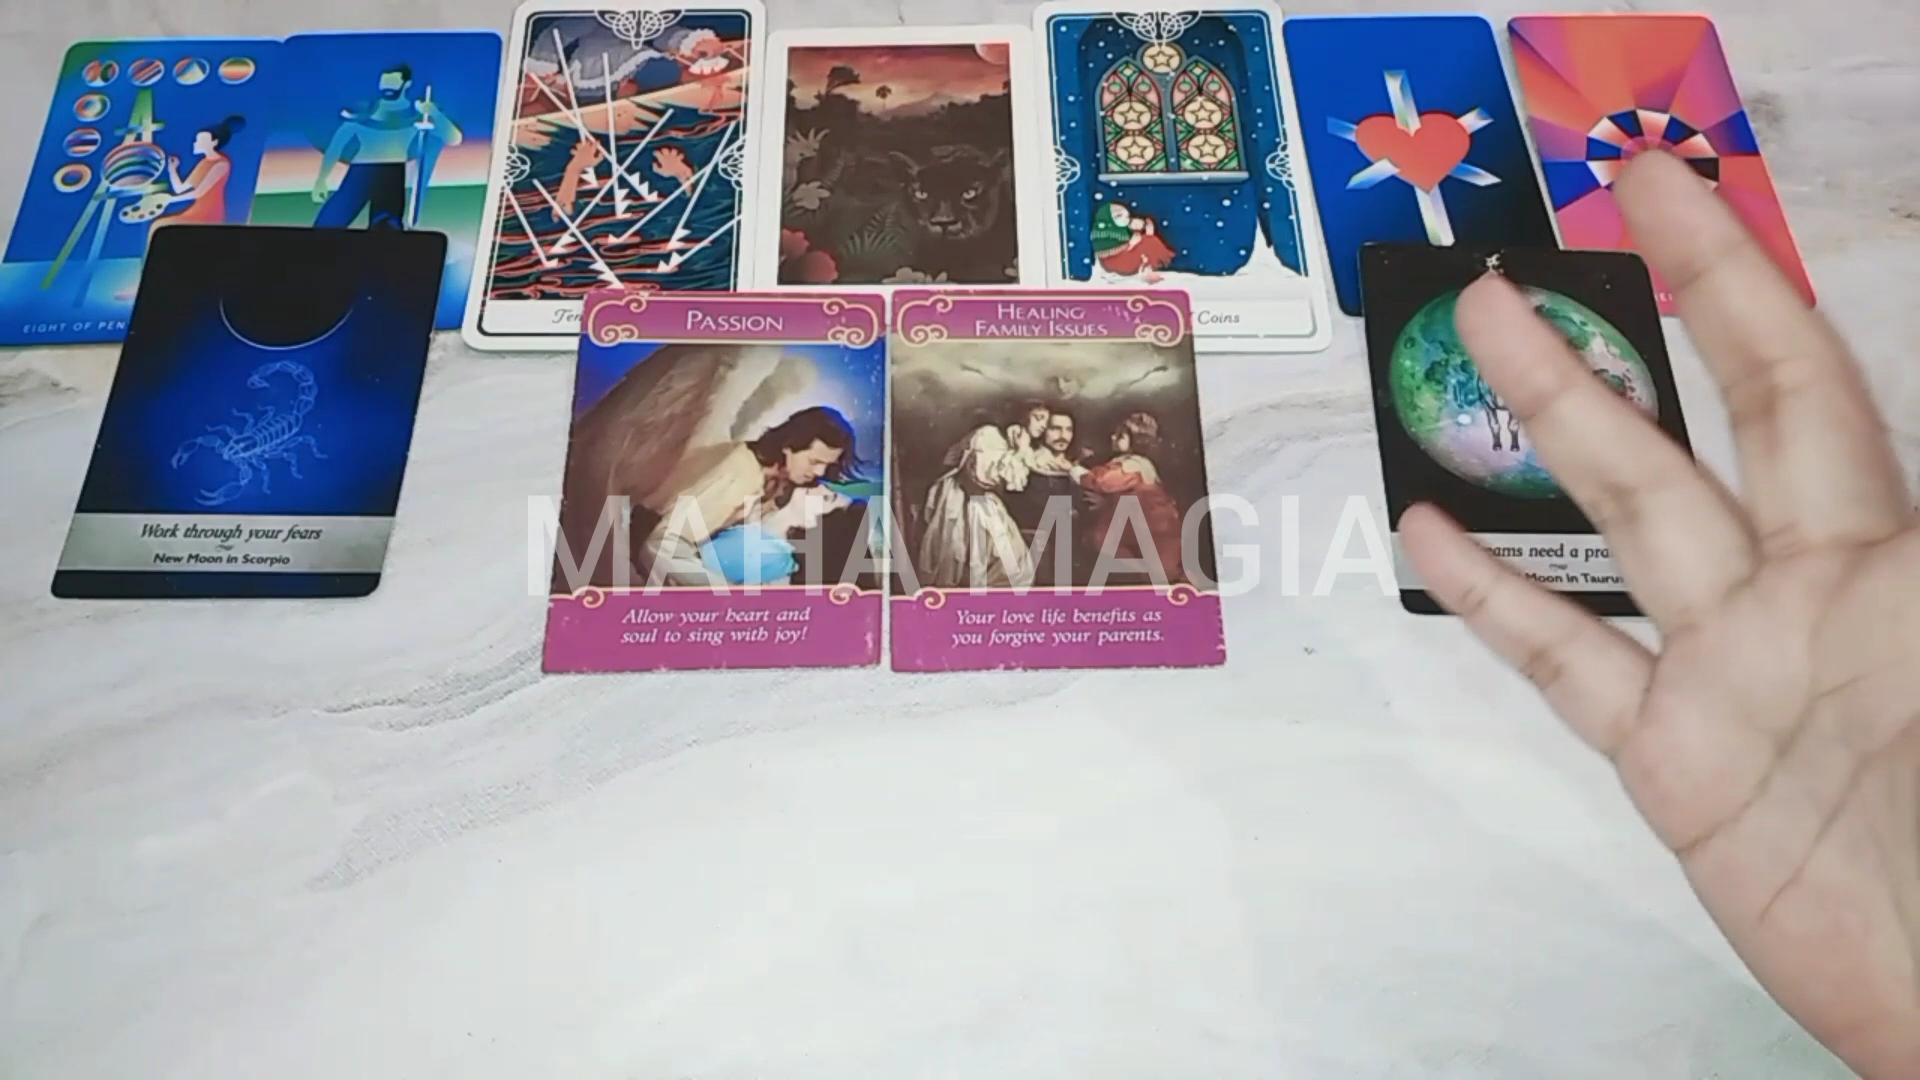 EIGHT OF PEN
Coins
PASSION
HEALING
FAMILY ISSUES
Work through your fears
New Moon in Scorpio
MAHA MAGIA
need a
Moon in
Allow your heart and
soul to sing with joy!
Your love life benefits as
you forgive your parents.